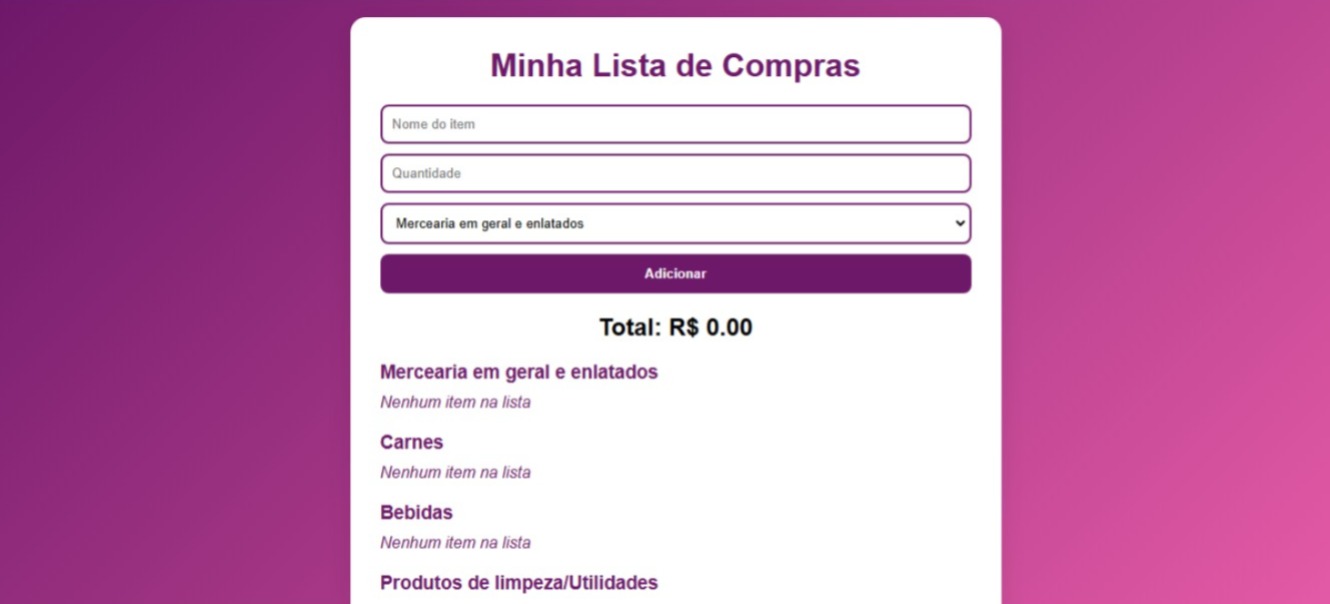 Minha Lista de Compras
Nome do item
Quantidade
Mercearia em geral e enlatados
Adicionar
Total: R$ 0.00
Mercearia em geral e enlatados
Nenhum item na lista
Carnes
Nenhum item na lista
Bebidas
Nenhum item na lista
Produtos de limpeza/Utilidades